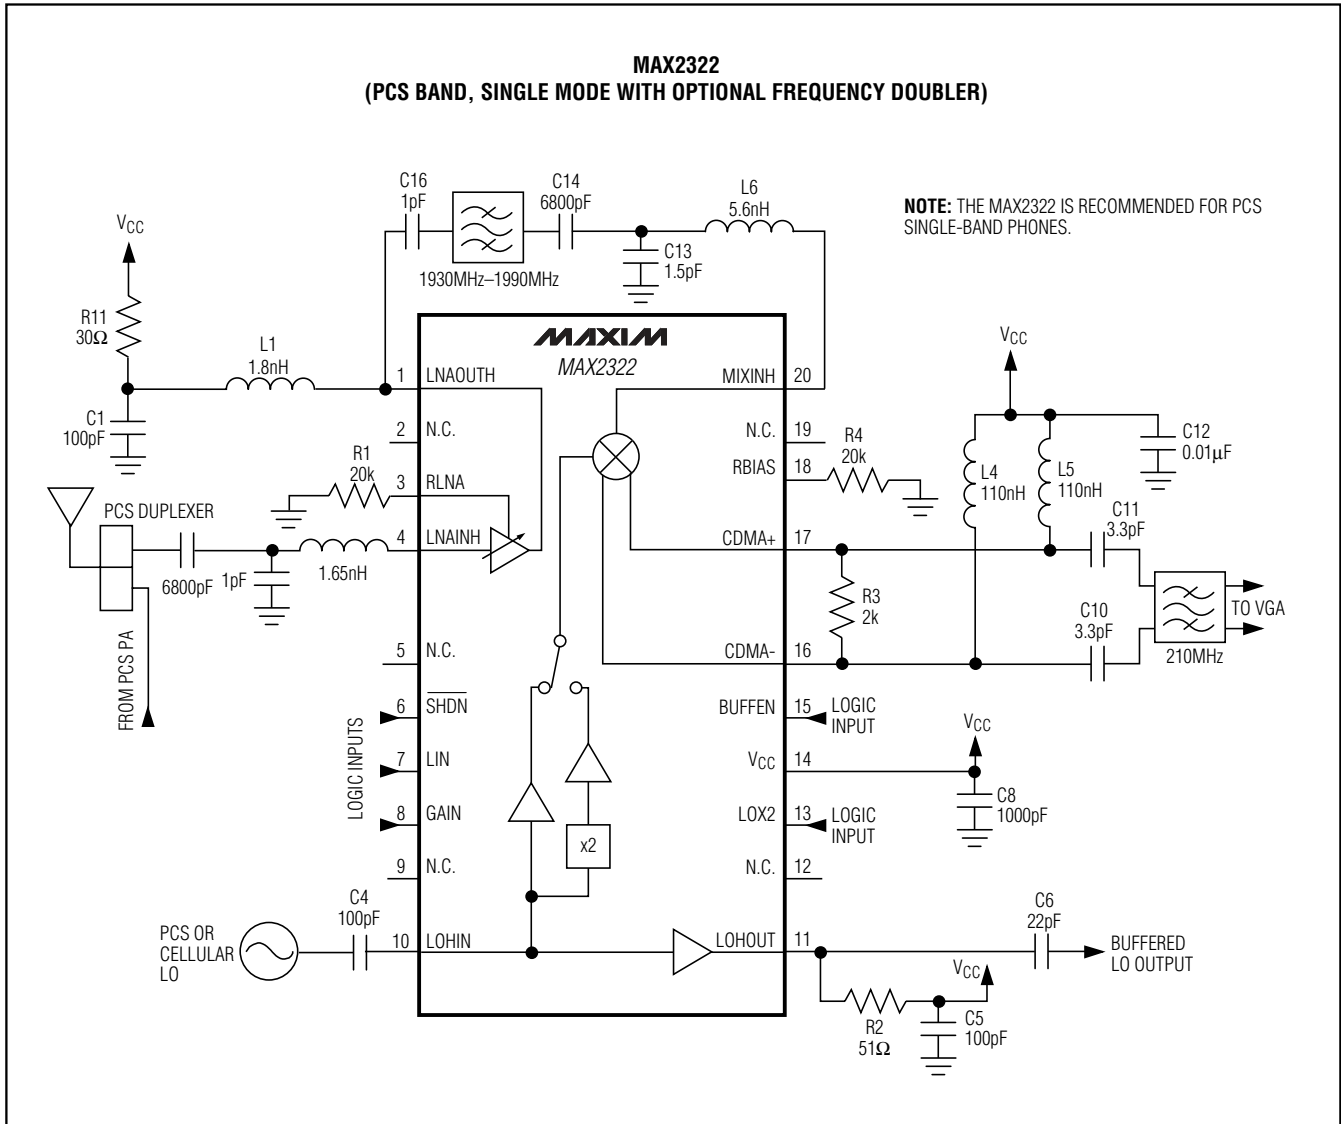 MAX2322
(PCS BAND, SINGLE MODE WITH OPTIONAL FREQUENCY DOUBLER)
NOTE: THE MAX2322 IS RECOMMENDED FOR PCS
SINGLE-BAND PHONES.
C16
1pF
C14
6800pF
L6
5.6nH
C13
1.5pF
1930MHz–1990MHz
VCC
R11
30Ω
L1
1.8nH
C1
100pF
MAXIM
MAX2322
1 LNAOUTH
2 N.C.
R1
20k
3 RLNA
PCS DUPLEXER
4 LNAINH
6800pF
1pF
1.65nH
FROM PCS PA
5 N.C.
LOGIC INPUTS
6 SHDN
7 LIN
8 GAIN
9 N.C.
x2
C4
100pF
PCS OR
CELLULAR
LO
10 LOHIN
MIXINH 20
N.C. 19
RBIAS 18
R4
20k
CDMA+ 17
VCC
L4
110nH
L5
110nH
C12
0.01µF
C11
3.3pF
R3
2k
C10
3.3pF
TO VGA
210MHz
CDMA- 16
BUFFEN 15 LOGIC
INPUT
VCC 14
VCC
C8
1000pF
LOX2 13 LOGIC
INPUT
N.C. 12
LOHOUT 11
C6
22pF
BUFFERED
LO OUTPUT
VCC
R2
51Ω
C5
100pF